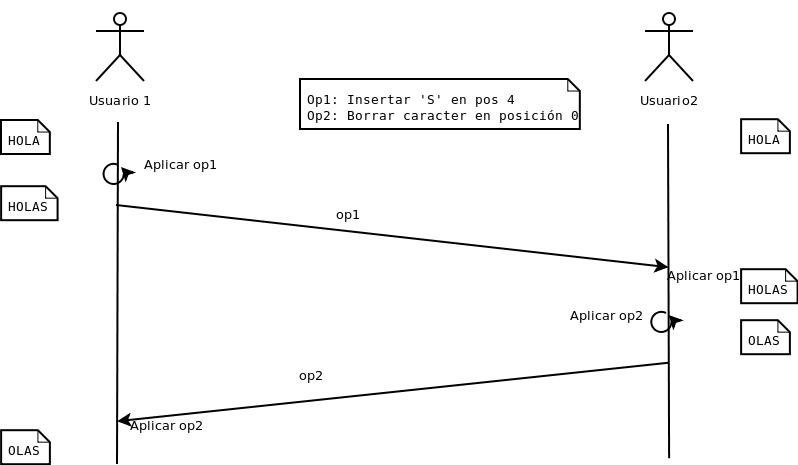 Usuario 1
Usuario2
Op1: Insertar 'S' en pos 4
Op2: Borrar caracter en posición 0
HOLA
HOLA
Aplicar op1
HOLAS
op1
Aplicar op1
HOLAS
Aplicar op2
OLAS
op2
Aplicar op2
OLAS